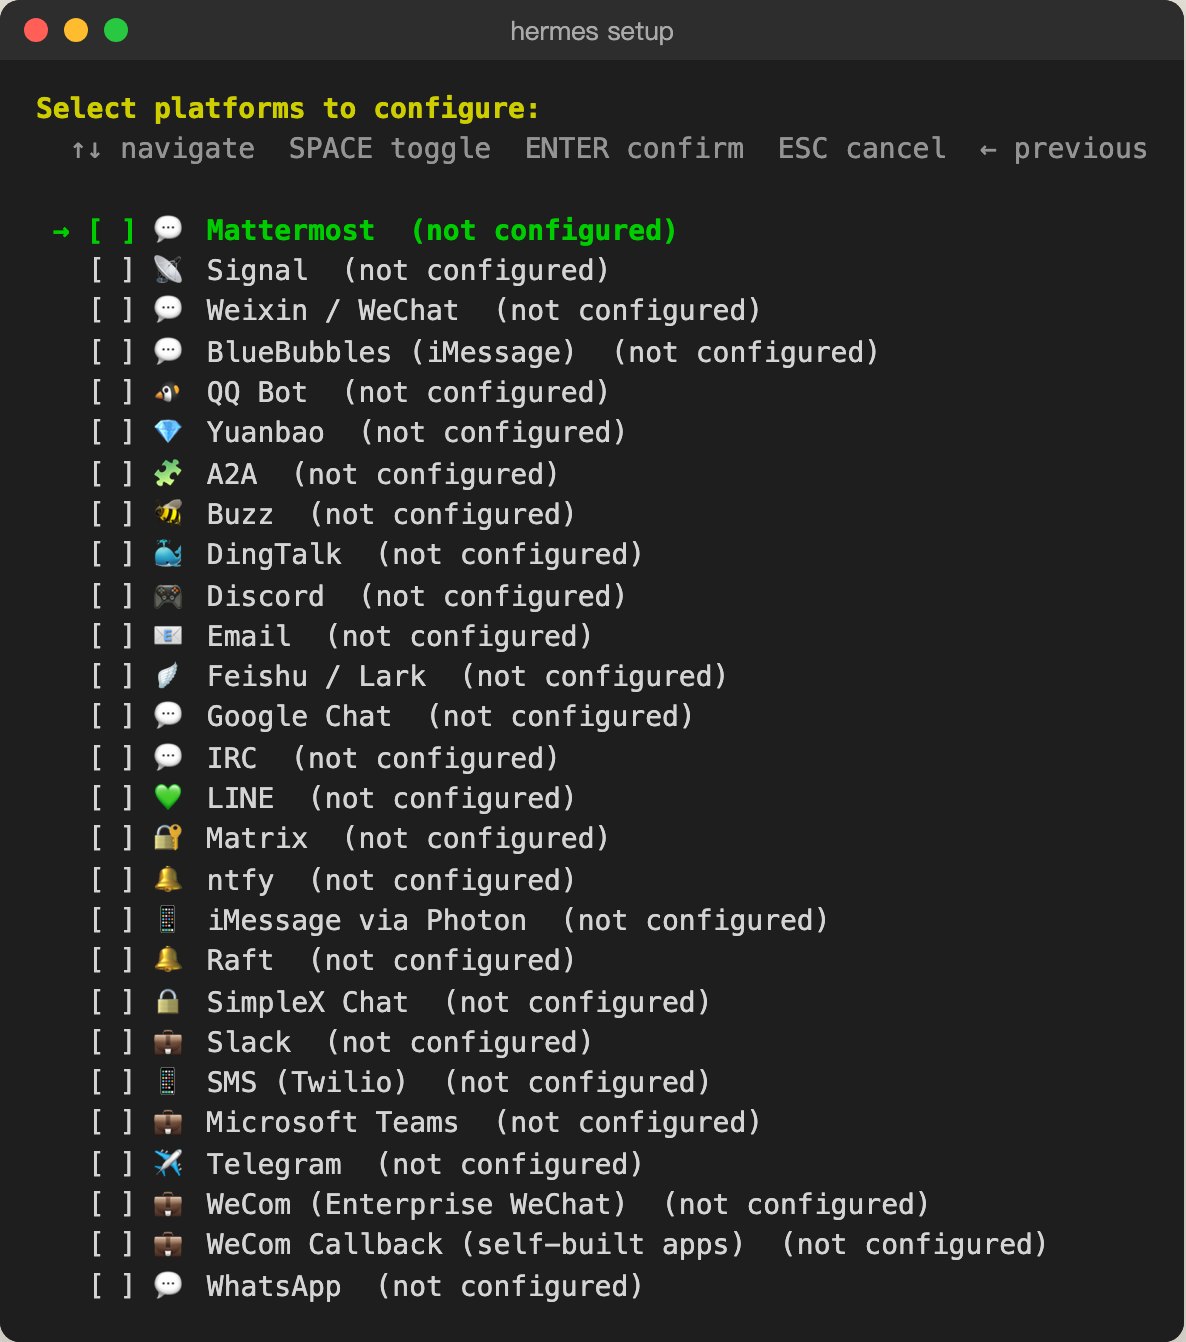 hermes setup
Select platforms to configure:
↑↓ navigate  SPACE toggle  ENTER confirm  ESC cancel  ← previous
→ [ ] 💬 Mattermost  (not configured)
[ ] 📡 Signal  (not configured)
[ ] 💬 Weixin / WeChat  (not configured)
[ ] 💬 BlueBubbles (iMessage)  (not configured)
[ ] 🐧 QQ Bot  (not configured)
[ ] 💎 Yuanbao  (not configured)
[ ] 🧩 A2A  (not configured)
[ ] 🐝 Buzz  (not configured)
[ ] 🐳 DingTalk  (not configured)
[ ] 🎮 Discord  (not configured)
[ ] 📧 Email  (not configured)
[ ] 🪽 Feishu / Lark  (not configured)
[ ] 💬 Google Chat  (not configured)
[ ] 💬 IRC  (not configured)
[ ] 💚 LINE  (not configured)
[ ] 🔐 Matrix  (not configured)
[ ] 🔔 ntfy  (not configured)
[ ] 📱 iMessage via Photon  (not configured)
[ ] 🔔 Raft  (not configured)
[ ] 🔒 SimpleX Chat  (not configured)
[ ] 💼 Slack  (not configured)
[ ] 📱 SMS (Twilio)  (not configured)
[ ] 💼 Microsoft Teams  (not configured)
[ ] ✈️ Telegram  (not configured)
[ ] 💼 WeCom (Enterprise WeChat)  (not configured)
[ ] 💼 WeCom Callback (self-built apps)  (not configured)
[ ] 💬 WhatsApp  (not configured)